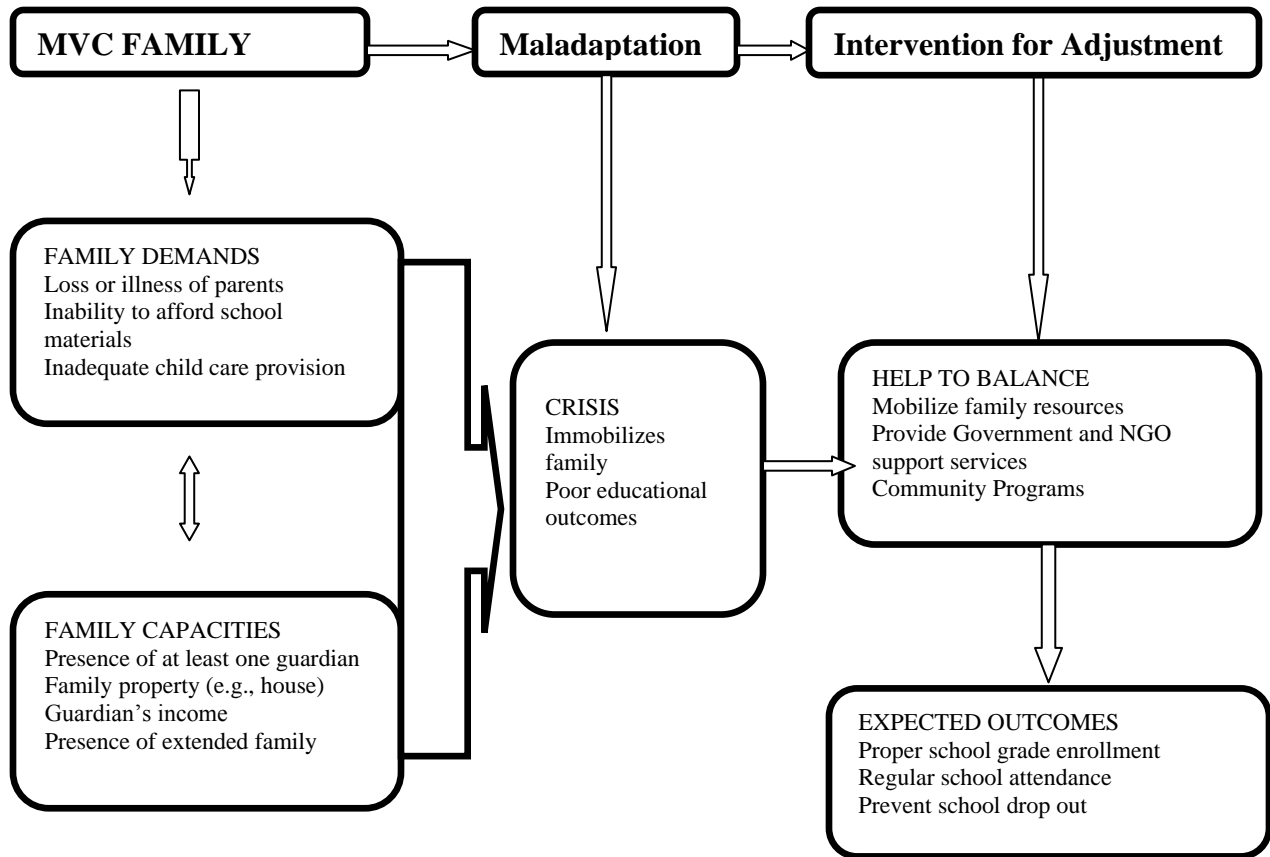 MVC FAMILY
Maladaptation
Intervention for Adjustment
FAMILY DEMANDS
Loss or illness of parents
Inability to afford school
materials
Inadequate child care provision
FAMILY CAPACITIES
Presence of at least one guardian
Family property (e.g., house)
Guardian’s income
Presence of extended family
CRISIS
Immobilizes
family
Poor educational
outcomes
HELP TO BALANCE
Mobilize family resources
Provide Government and NGO
support services
Community Programs
EXPECTED OUTCOMES
Proper school grade enrollment
Regular school attendance
Prevent school drop out